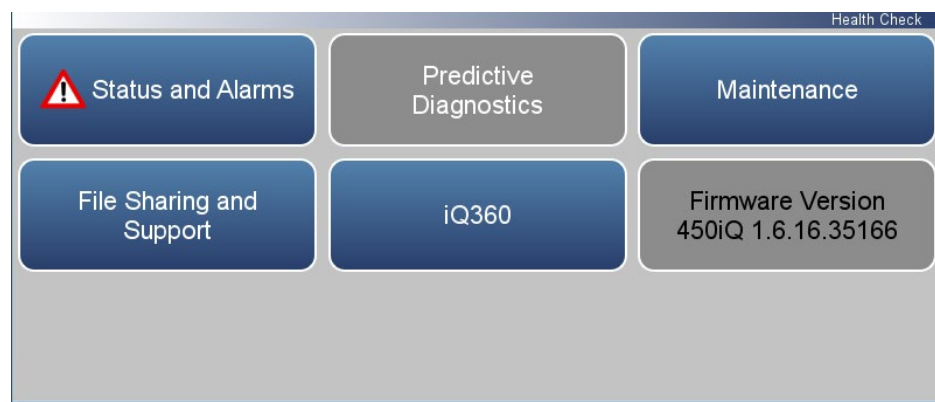 Health Check
Status and Alarms
Predictive
Diagnostics
Maintenance
File Sharing and
Support
iQ360
Firmware Version
450iQ 1.6.16.35166